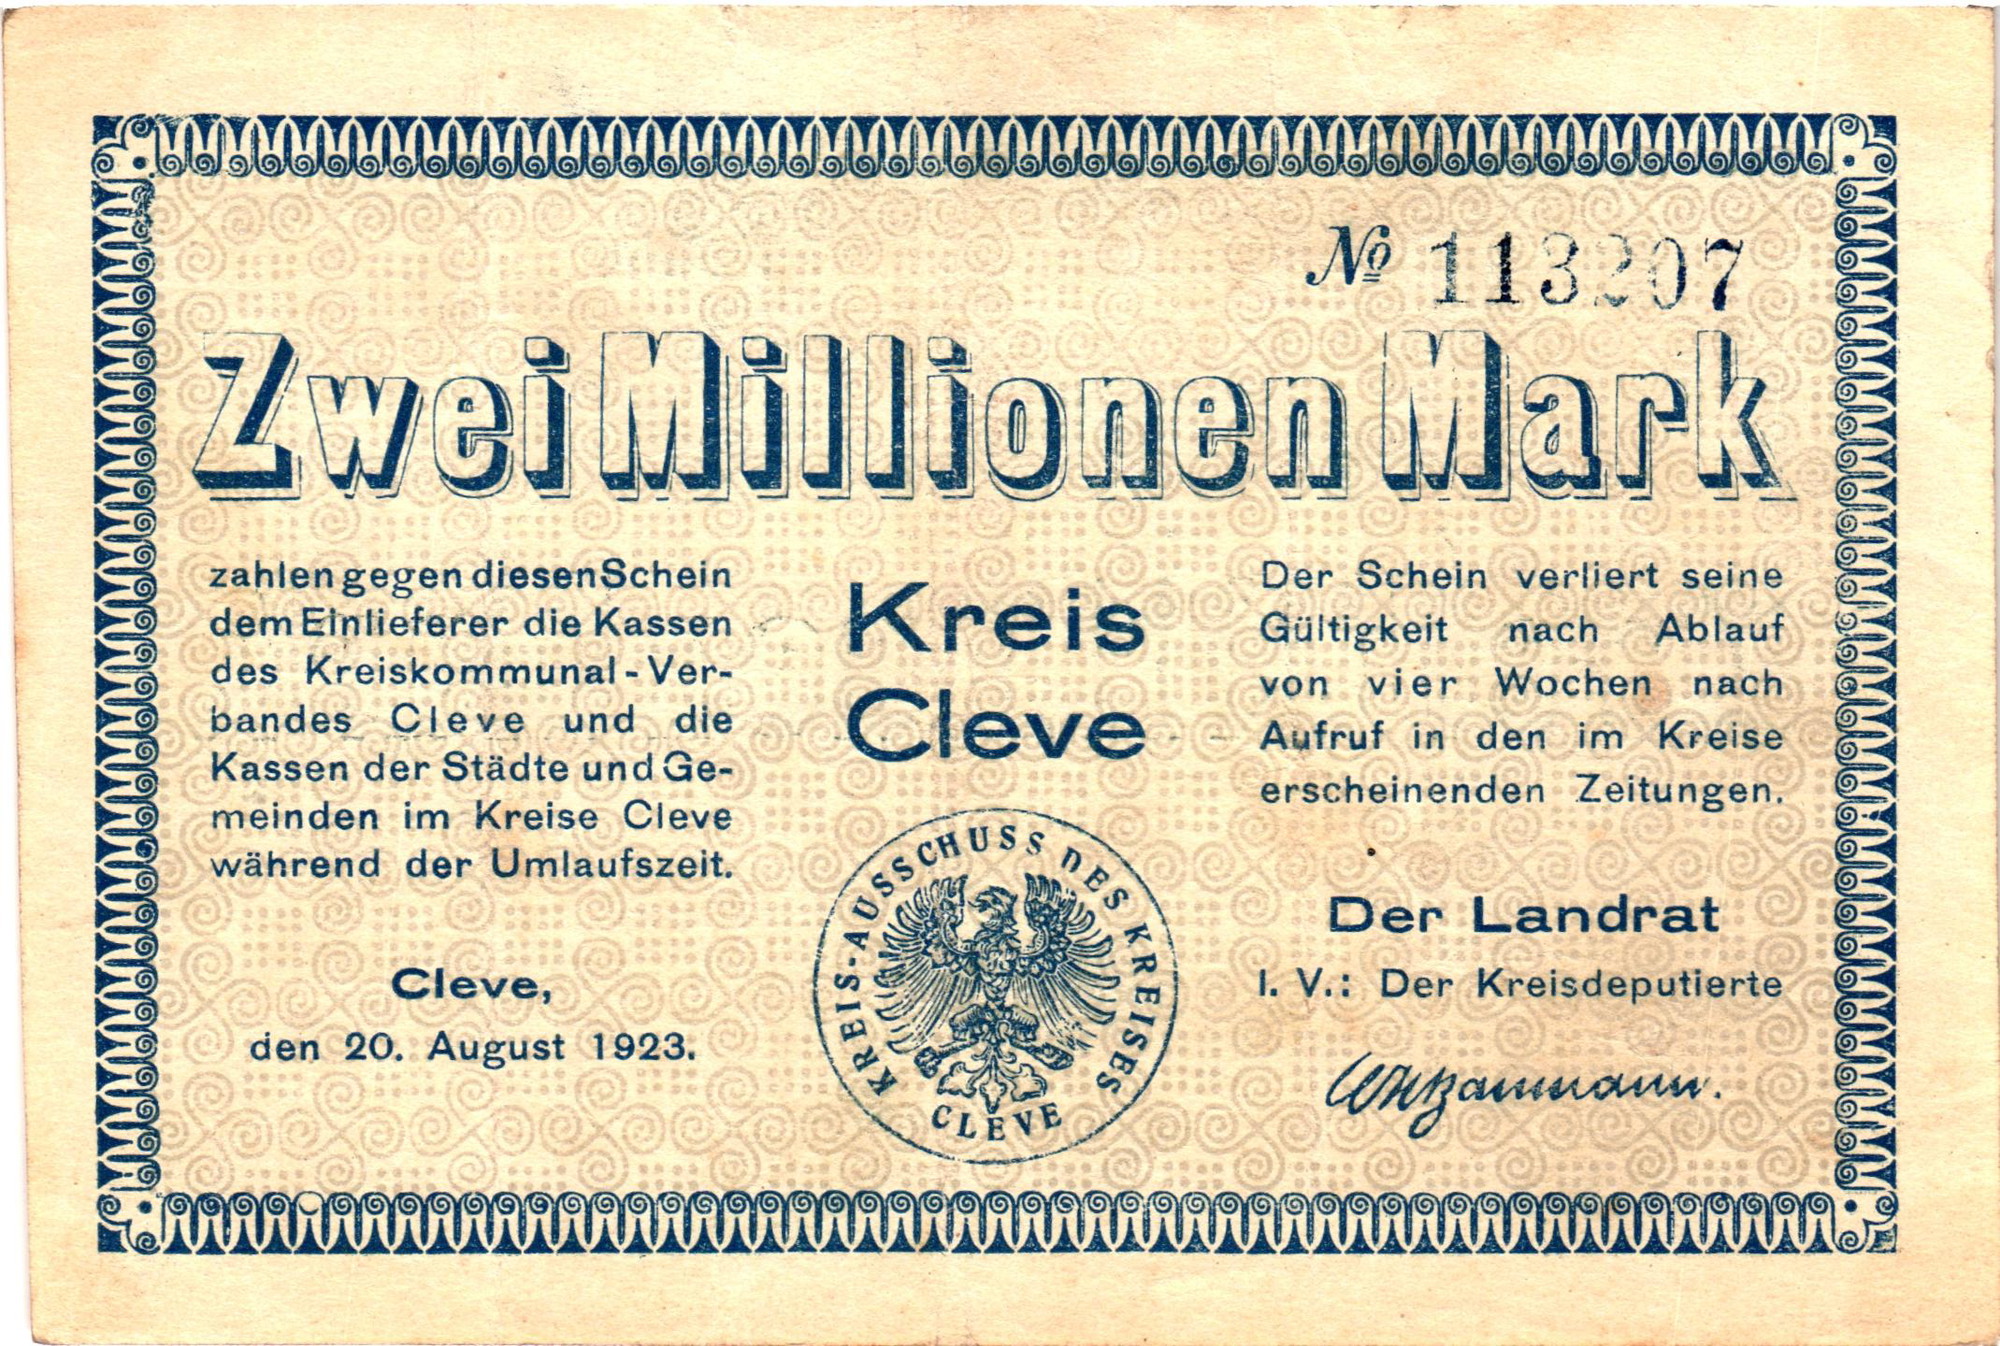 № 113207
Zwei Millionen Mark
zahlen gegen diesen Schein
dem Einlieferer die Kassen
des Kreiskommunal-Ver-
bandes Cleve und die
Kassen der Städte und Ge-
meinden im Kreise Cleve
während der Umlaufszeit.
Cleve,
den 20. August 1923.
Kreis
Cleve
KREIS-AUSSCHUSS DES KREISES
CLEVE
Der Schein verliert seine
Gültigkeit nach Ablauf
von vier Wochen nach
Aufruf in den im Kreise
erscheinenden Zeitungen.
Der Landrat
I. V.: Der Kreisdeputierte